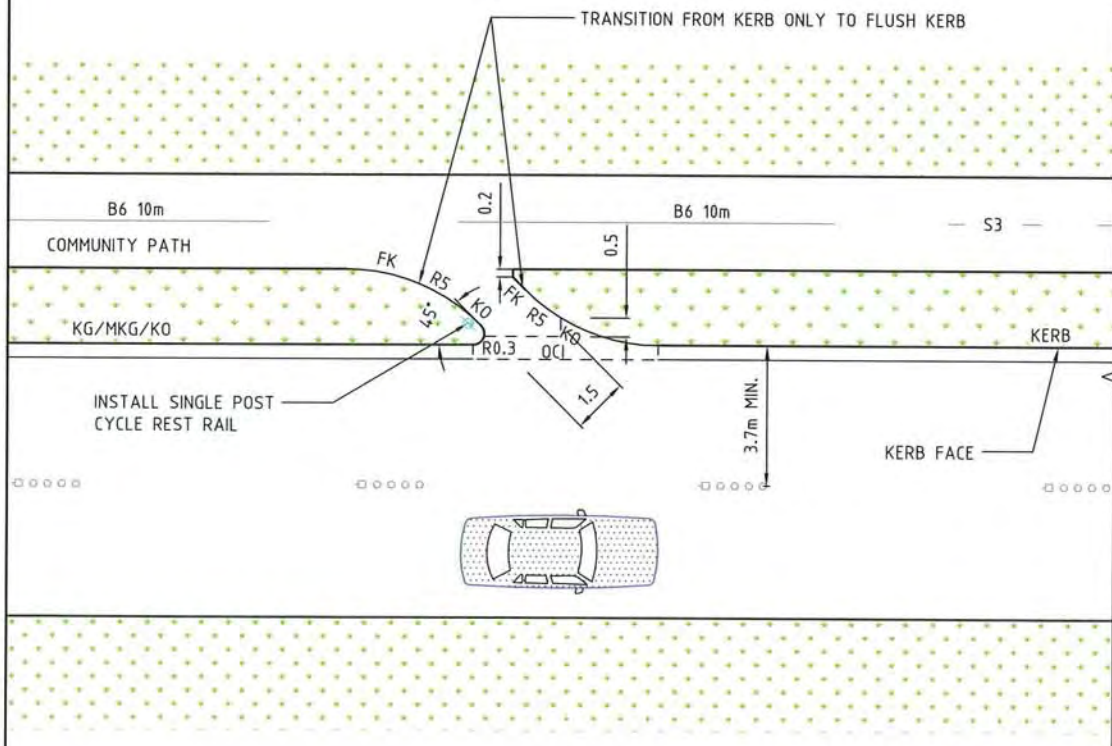 TRANSITION FROM KERB ONLY TO FLUSH KERB
B6 10m
0.2
B6 10m
S3
0.5
COMMUNITY PATH
FK
R5
KO
45°
FK R5 KO
KG/MKG/KO
R0.3
OC
KERB
1.5
INSTALL SINGLE POST
CYCLE REST RAIL
3.7m MIN.
KERB FACE